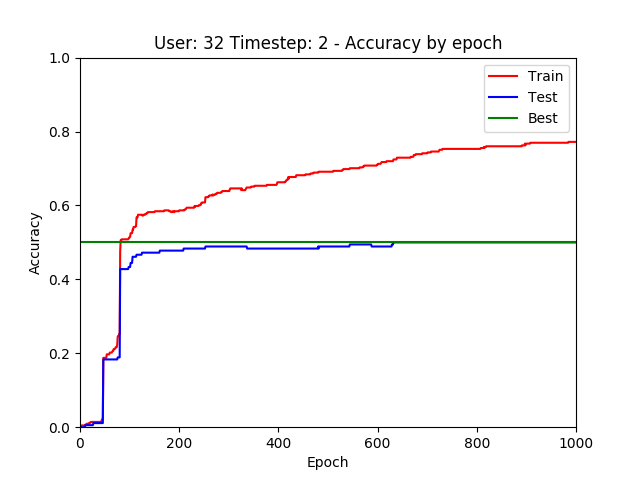 User: 32 Timestep: 2 - Accuracy by epoch
1.0
0.8
0.6
0.4
0.2
0.0
Accuracy
Train
Test
Best
0 200 400 600 800 1000
Epoch